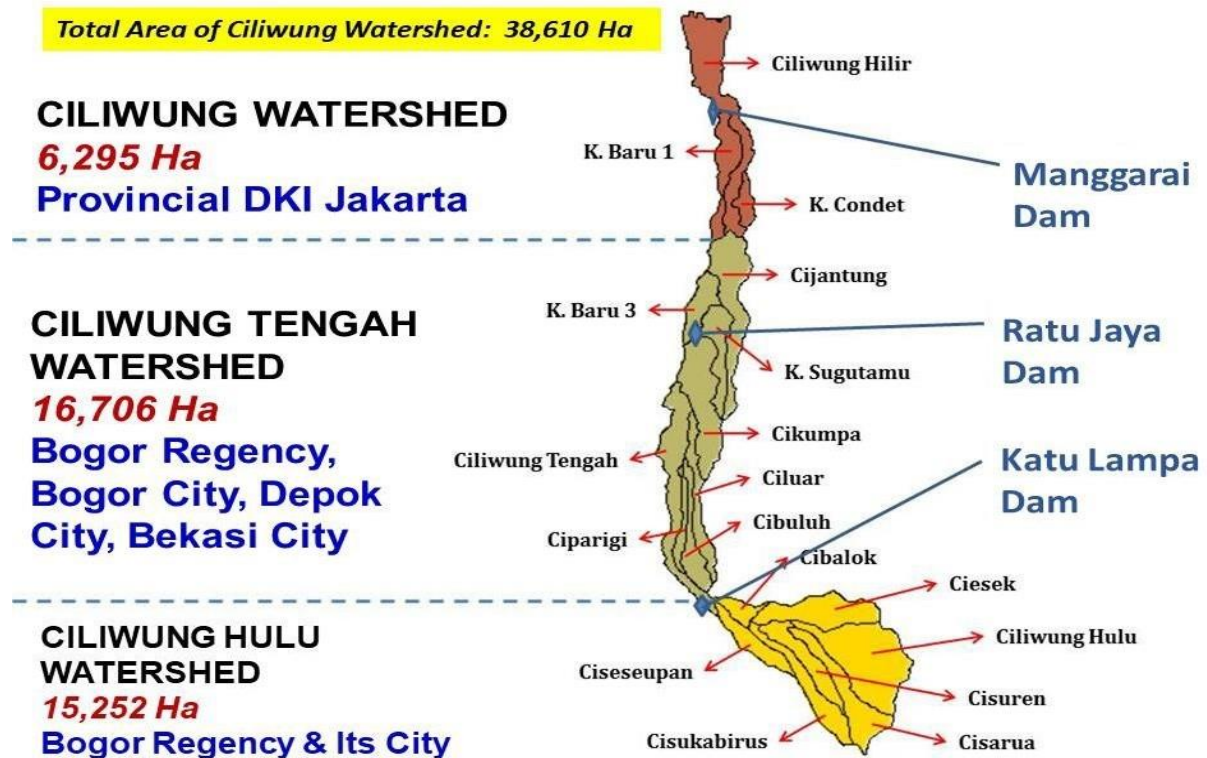 Total Area of Ciliwung Watershed: 38,610 Ha
CILIWUNG WATERSHED
6,295 Ha
Provincial DKI Jakarta
CILIWUNG TENGAH
WATERSHED
16,706 Ha
Bogor Regency,
Bogor City, Depok
City, Bekasi City
CILIWUNG HULU
WATERSHED
15,252 Ha
Bogor Regency & Its City
Ciliwung Hilir
K. Baru 1
K. Condet
Cijantung
K. Baru 3
K. Sugutamu
Cikumpa
Ciliwung Tengah
Ciluar
Cibuluh
Ciparigi
Cibalok
Ciesek
Ciliwung Hulu
Ciseseupan
Cisuren
Cisukabirus
Cisarua
Manggarai
Dam
Ratu Jaya
Dam
Katu Lampa
Dam